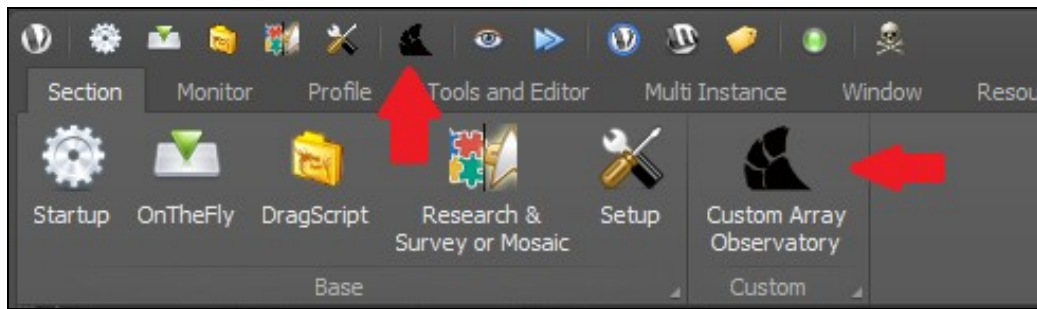 Section Monitor Profile Tools and Editor Multi Instance Window Resou
Startup OnTheFly DragScript Research & Setup Custom Array
Survey or Mosaic Observatory
Base Custom